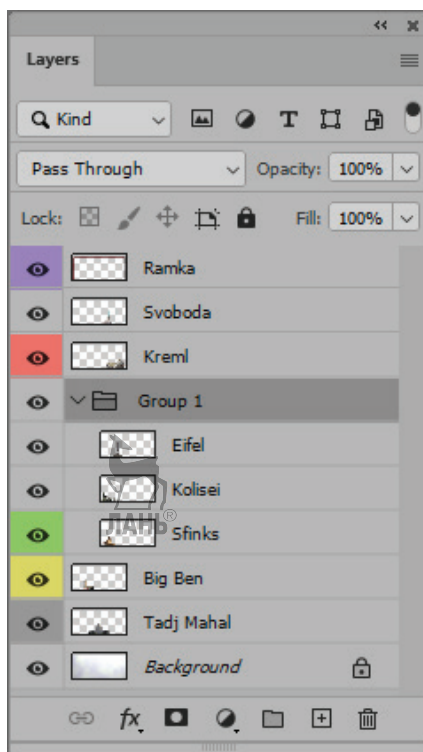 Layers
Kind
Pass Through Opacity: 100%
Lock: Fill: 100%
Ramka
Svoboda
Kreml
Group 1
Eifel
Kolisei
ЛАНЬ®
Sfinks
Big Ben
Tadj Mahal
Background
fx